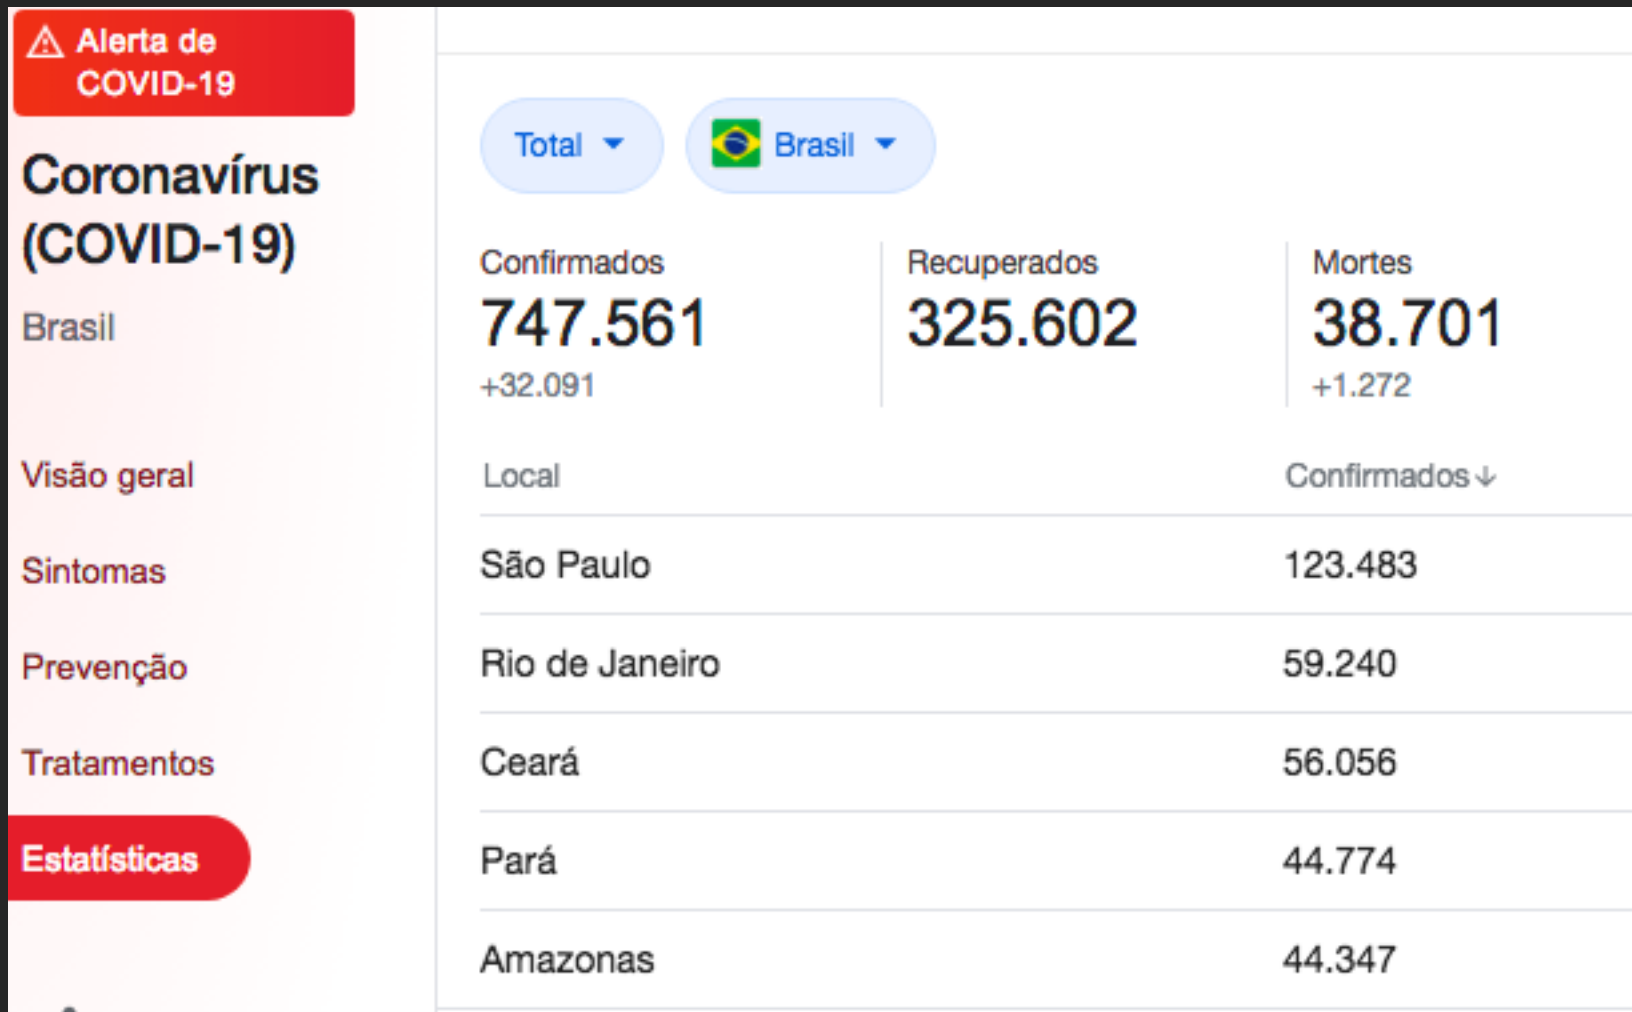 Alerta de
COVID-19
Coronavírus
(COVID-19)
Brasil
Visão geral
Sintomas
Prevenção
Tratamentos
Estatísticas
Total
Brasil
Confirmados
747.561
+32.091
Recuperados
325.602
Mortes
38.701
+1.272
Local Confirmados↓
São Paulo 123.483
Rio de Janeiro 59.240
Ceará 56.056
Pará 44.774
Amazonas 44.347